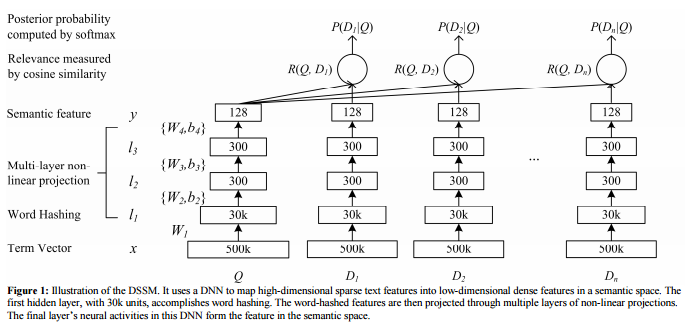 Posterior probability
computed by softmax
P(D1|Q) P(D2|Q) P(Dn|Q)
Relevance measured
by cosine similarity
R(Q, D1) R(Q, D2) R(Q, Dn)
Semantic feature y 128 128 128 128
{W4,b4}
l3 300 300 300 300
Multi-layer non-
linear projection
{W3,b3}
l2 300 300 300 300
...
{W2,b2}
Word Hashing l1 30k 30k 30k 30k
W1
Term Vector x 500k 500k 500k 500k
Q D1 D2 Dn
Figure 1: Illustration of the DSSM. It uses a DNN to map high-dimensional sparse text features into low-dimensional dense features in a semantic space. The
first hidden layer, with 30k units, accomplishes word hashing. The word-hashed features are then projected through multiple layers of non-linear projections.
The final layer's neural activities in this DNN form the feature in the semantic space.